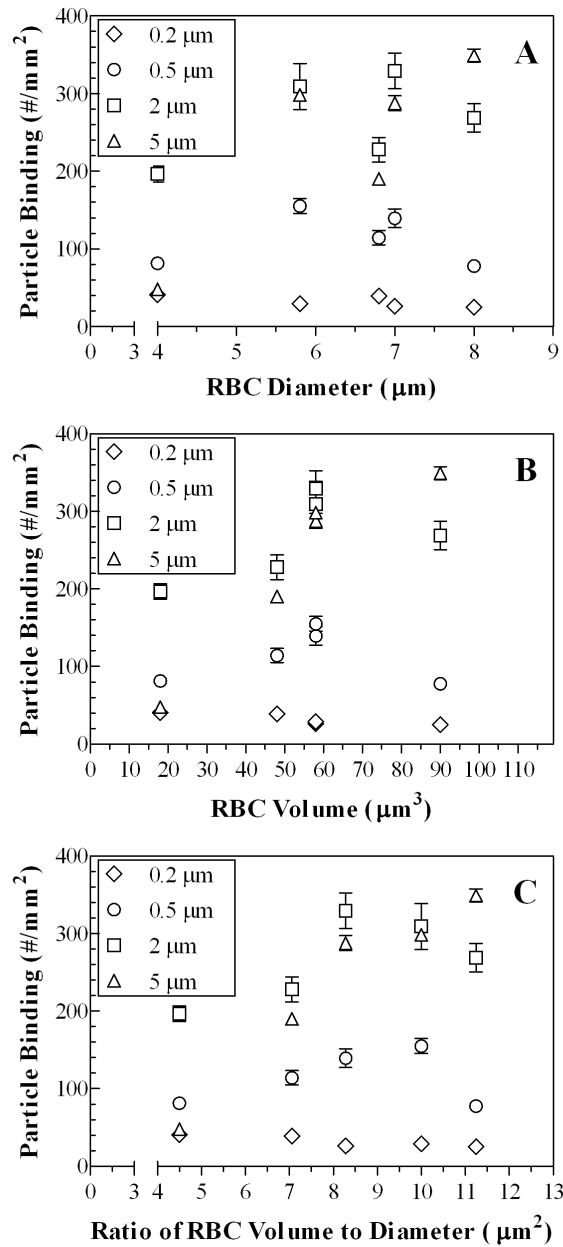 400
300
200
100
0
Particle Binding (#/mm²)
0.2 µm
0.5 µm
2 µm
5 µm
A
0 3 4 5 6 7 8 9
RBC Diameter (µm)
400
300
200
100
0
Particle Binding (#/mm²)
0.2 µm
0.5 µm
2 µm
5 µm
B
0 10 20 30 40 50 60 70 80 90 100 110
RBC Volume (µm³)
400
300
200
100
0
Particle Binding (#/mm²)
0.2 µm
0.5 µm
2 µm
5 µm
C
0 3 4 5 6 7 8 9 10 11 12 13
Ratio of RBC Volume to Diameter (µm²)